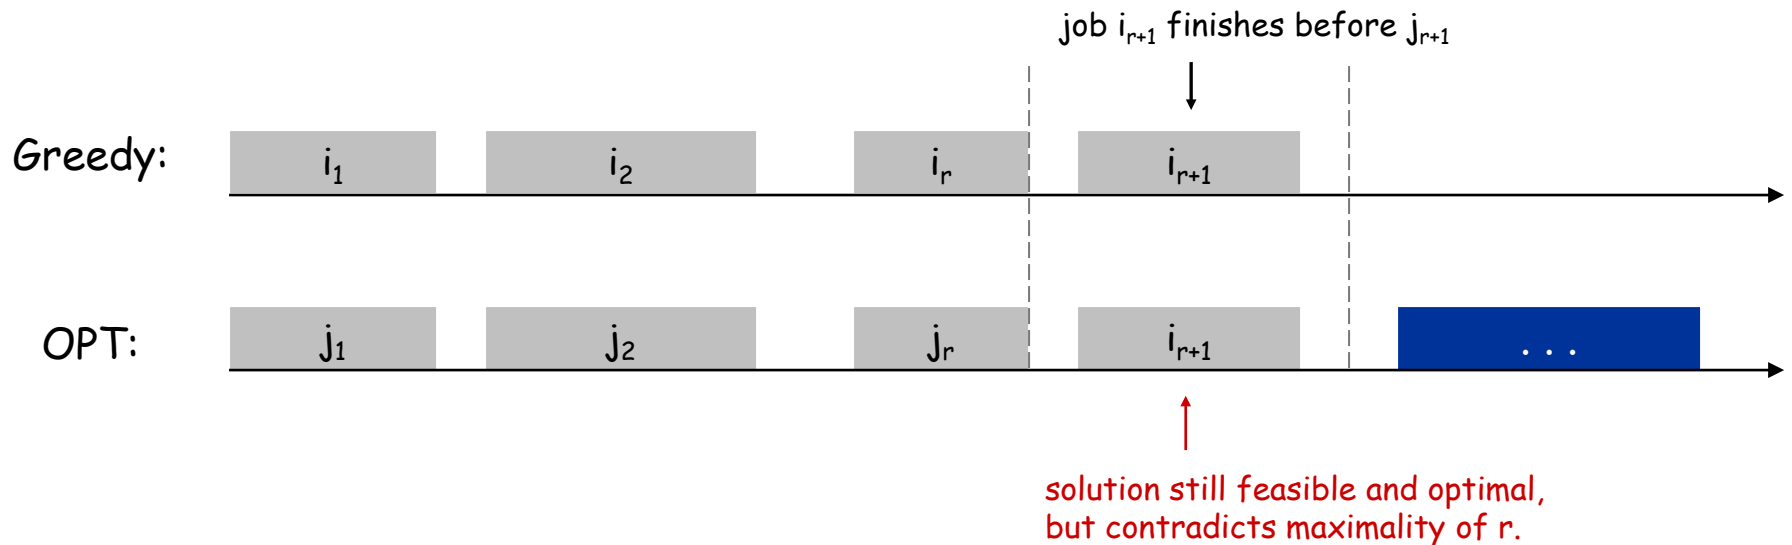 job i_{r+1} finishes before j_{r+1}
Greedy: i_1 i_2 i_r i_{r+1}
OPT: j_1 j_2 j_r i_{r+1} . . .
solution still feasible and optimal,
but contradicts maximality of r.